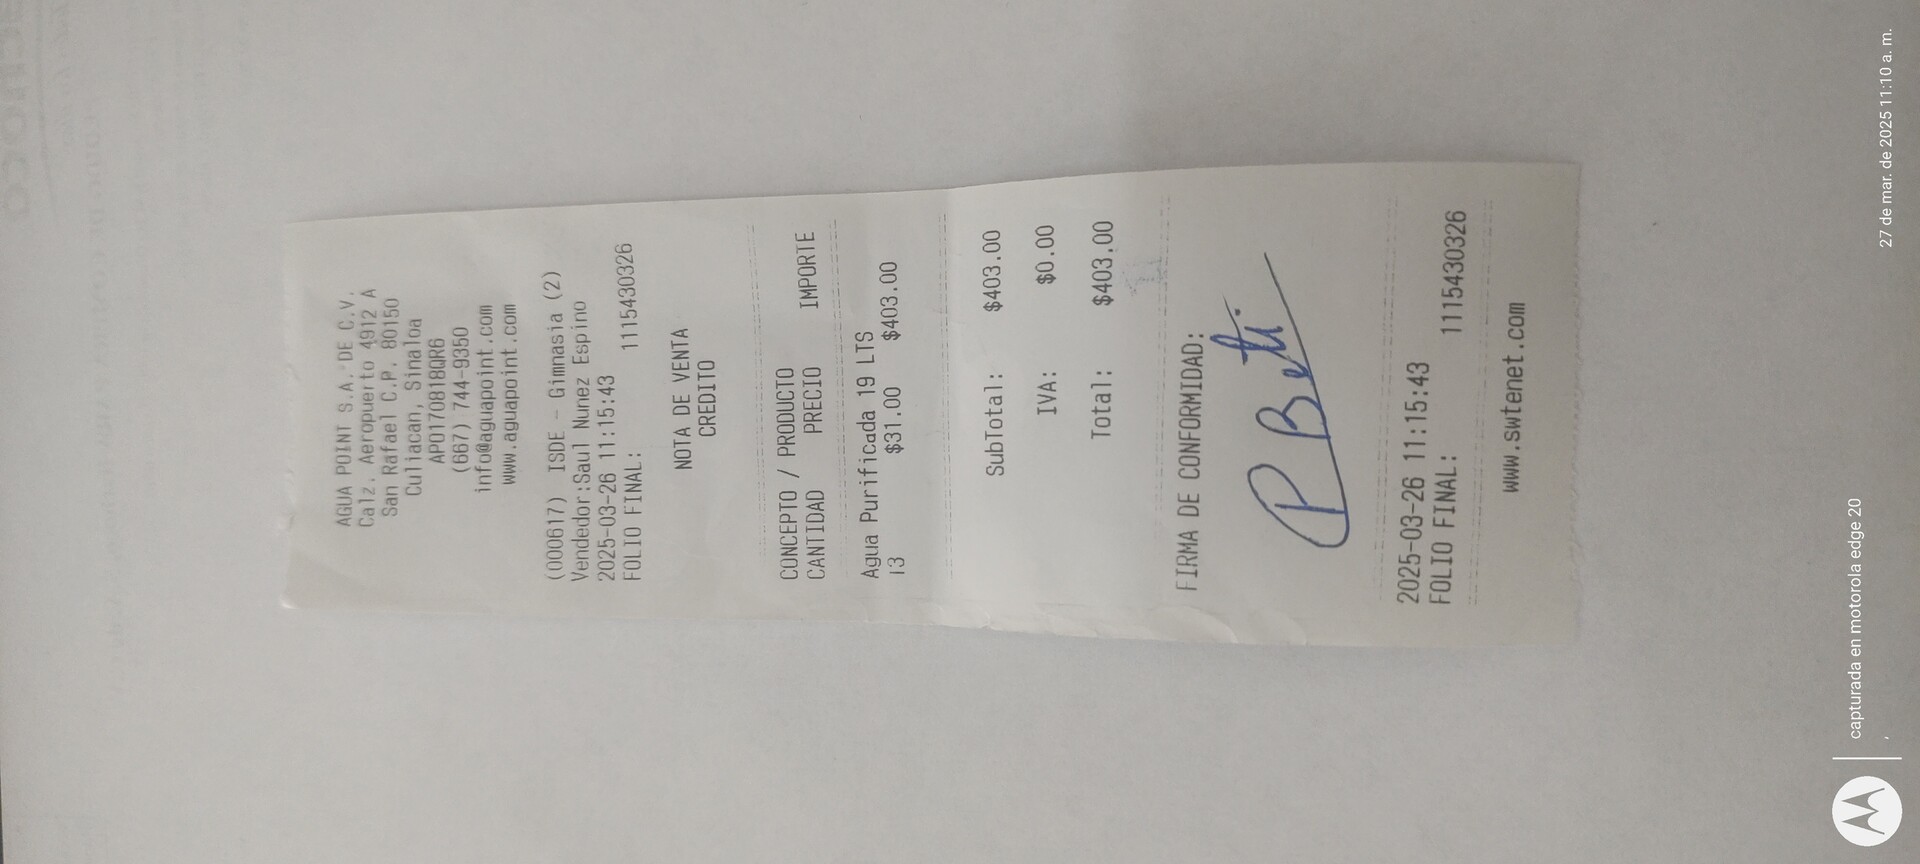 AGUA POINT S.A. DE C.V.
Calz. Aeropuerto 4912 A
San Rafael C.P. 80150
Culiacan, Sinaloa
APO170818QR6
(667) 744-9350
info@aguapoint.com
www.aguapoint.com
(000617) ISDE - Gimnasia (2)
Vendedor:Saul Nunez Espino
2025-03-26 11:15:43
FOLIO FINAL: 1115430326
NOTA DE VENTA
CREDITO
CONCEPTO / PRODUCTO
CANTIDAD PRECIO IMPORTE
Agua Purificada 19 LTS
13 $31.00 $403.00
SubTotal: $403.00
IVA: $0.00
Total: $403.00
FIRMA DE CONFORMIDAD:
P Beti
2025-03-26 11:15:43
FOLIO FINAL: 1115430326
www.swtenet.com
capturada en motorola edge 20
27 de mar. de 2025 11:10 a. m.